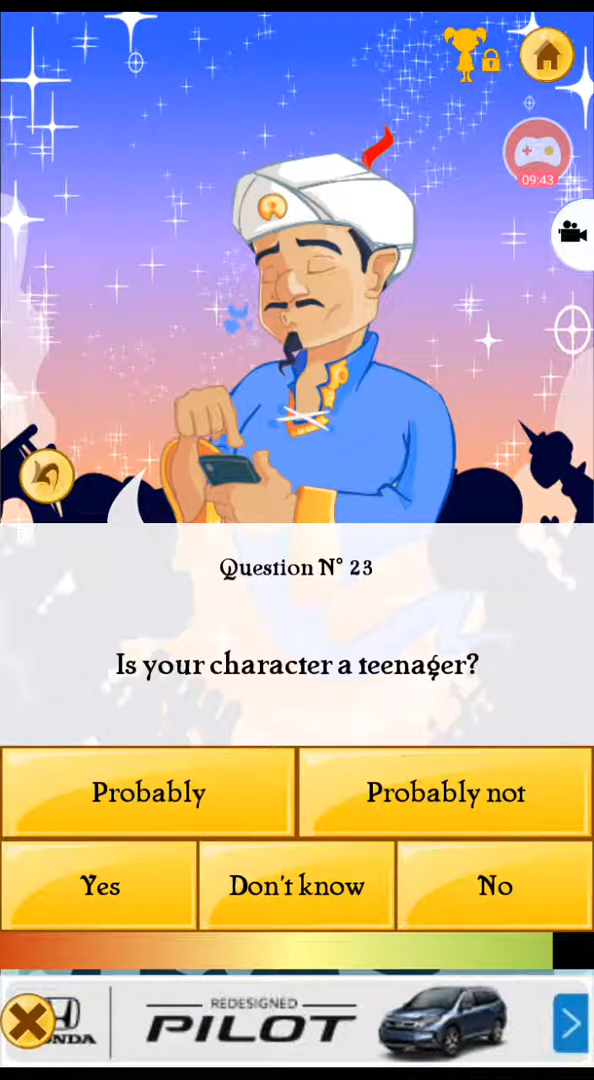 09:43
Question N° 23
Is your character a teenager?
Probably
Probably not
Yes
Don't know
No
REDESIGNED
PILOT